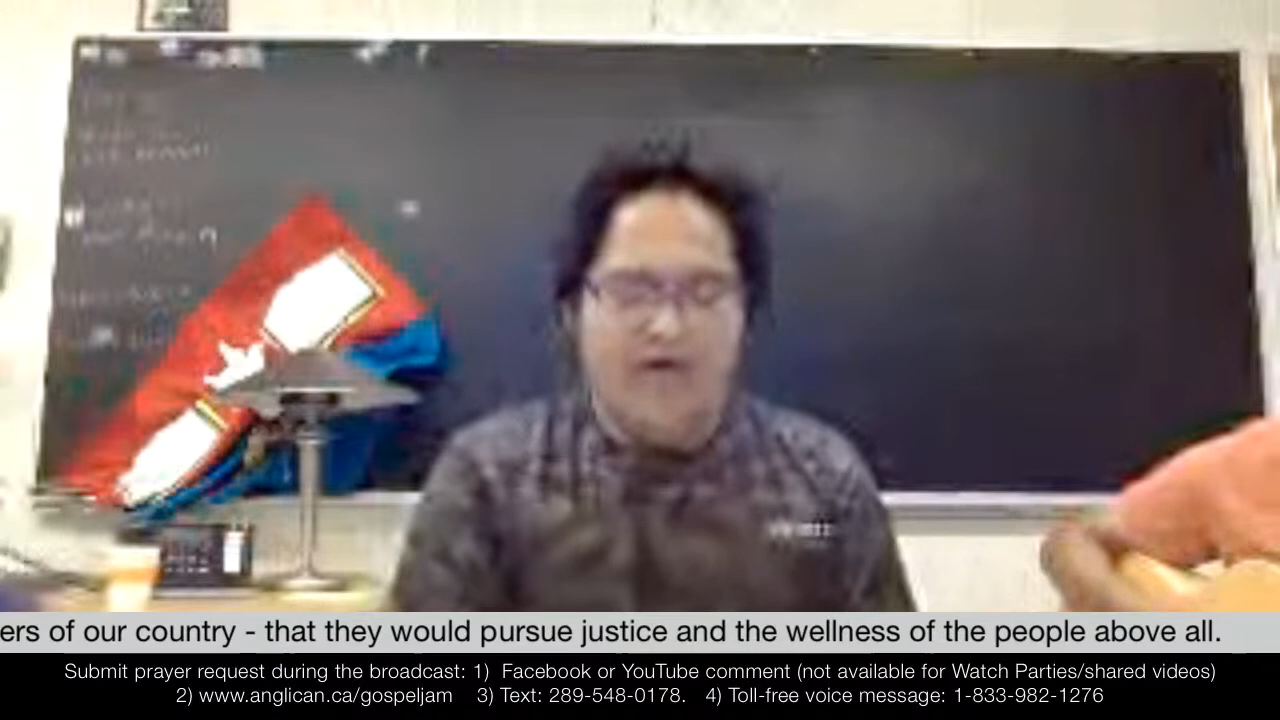 ers of our country - that they would pursue justice and the wellness of the people above all.
Submit prayer request during the broadcast: 1) Facebook or YouTube comment (not available for Watch Parties/shared videos)
2) www.anglican.ca/gospeljam 3) Text: 289-548-0178. 4) Toll-free voice message: 1-833-982-1276